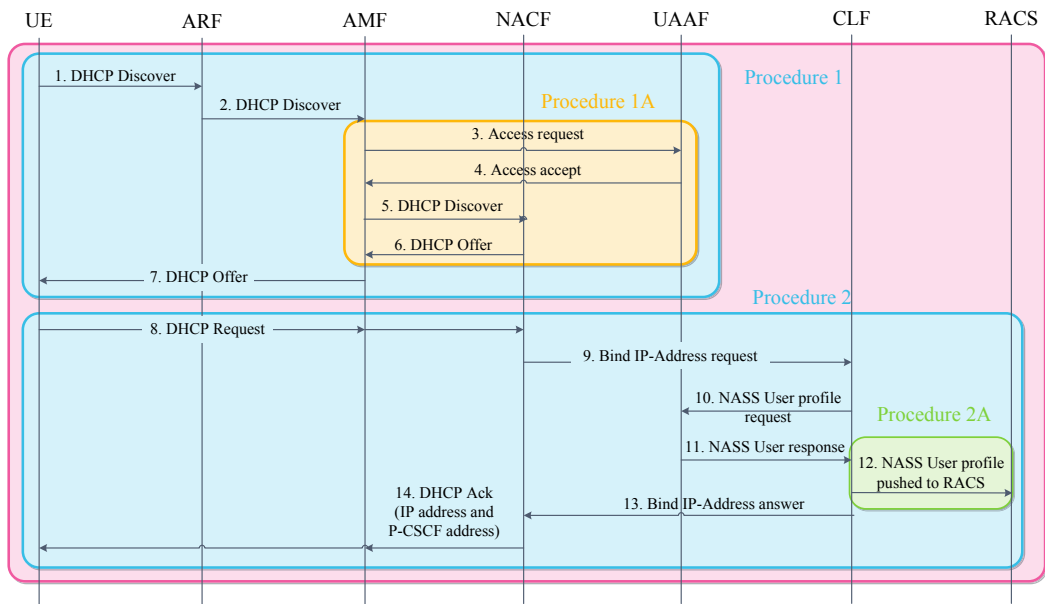 UE ARF AMF NACF UAAF CLF RACS
Procedure 1
1. DHCP Discover
2. DHCP Discover
Procedure 1A
3. Access request
4. Access accept
5. DHCP Discover
6. DHCP Offer
7. DHCP Offer
Procedure 2
8. DHCP Request
9. Bind IP-Address request
10. NASS User profile
request
Procedure 2A
11. NASS User response
12. NASS User profile
pushed to RACS
13. Bind IP-Address answer
14. DHCP Ack
(IP address and
P-CSCF address)